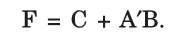 F = C + A′B.